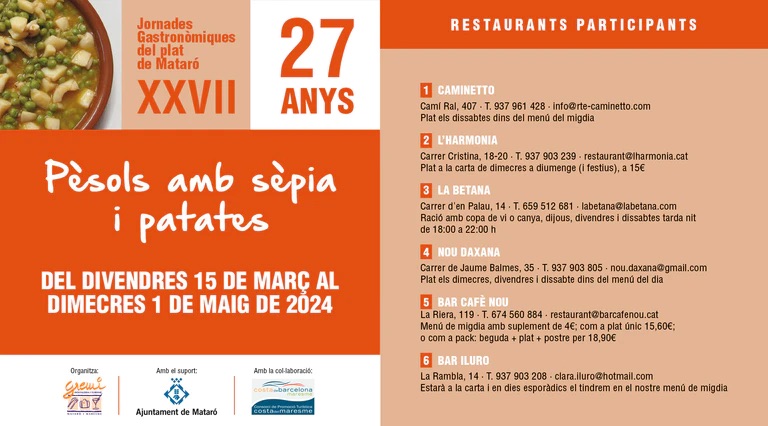 Jornades
Gastronòmiques
del plat
de Mataró
XXVII
27
ANYS
Pèsols amb sèpia
i patates
DEL DIVENDRES 15 DE MARÇ AL
DIMECRES 1 DE MAIG DE 2024
Organitza:
gremi
Amb el suport:
Ajuntament de Mataró
Amb la col·laboració:
costa de barcelona
maresme
costa del maresme
RESTAURANTS PARTICIPANTS
1 CAMINETTO
Camí Ral, 407 · T. 937 961 428 · info@rte-caminetto.com
Plat els dissabtes dins del menú del migdia
2 L'HARMONIA
Carrer Cristina, 18-20 · T. 937 903 239 · restaurant@lharmonia.cat
Plat a la carta de dimecres a diumenge (i festius), a 15€
3 LA BETANA
Carrer d´en Palau, 14 · T. 659 512 681 · labetana@labetana.com
Ració amb copa de vi o canya, dijous, divendres i dissabtes tarda nit
de 18:00 a 22:00 h
4 NOU DAXANA
Carrer de Jaume Balmes, 35 · T. 937 903 805 · nou.daxana@gmail.com
Plat els dimecres, divendres i dissabte dins del menú del dia
5 BAR CAFÈ NOU
La Riera, 119 · T. 674 560 884 · restaurant@barcafenou.cat
Menú de migdia amb suplement de 4€; com a plat únic 15,60€;
o com a pack: beguda + plat + postre per 18,90€
6 BAR ILURO
La Rambla, 14 · T. 937 903 208 · clara.iluro@hotmail.com
Estarà a la carta i en dies esporàdics el tindrem en el nostre menú de migdia